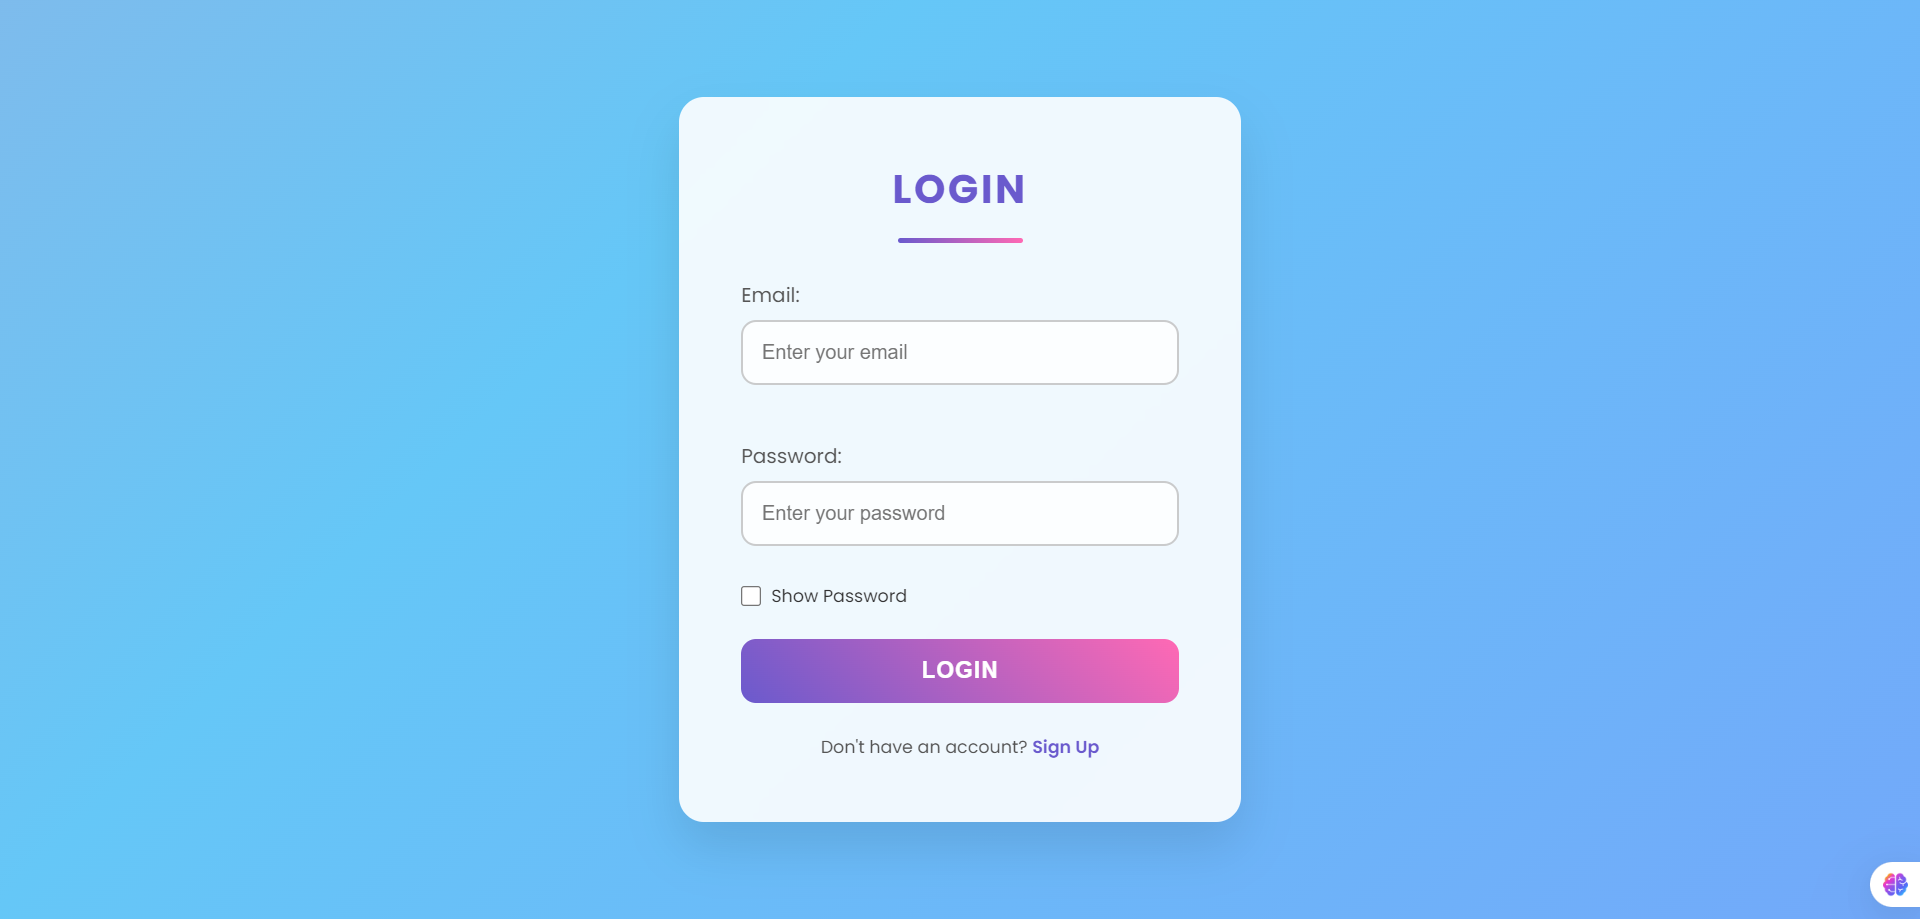 LOGIN
Email:
Enter your email
Password:
Enter your password
Show Password
LOGIN
Don't have an account? Sign Up